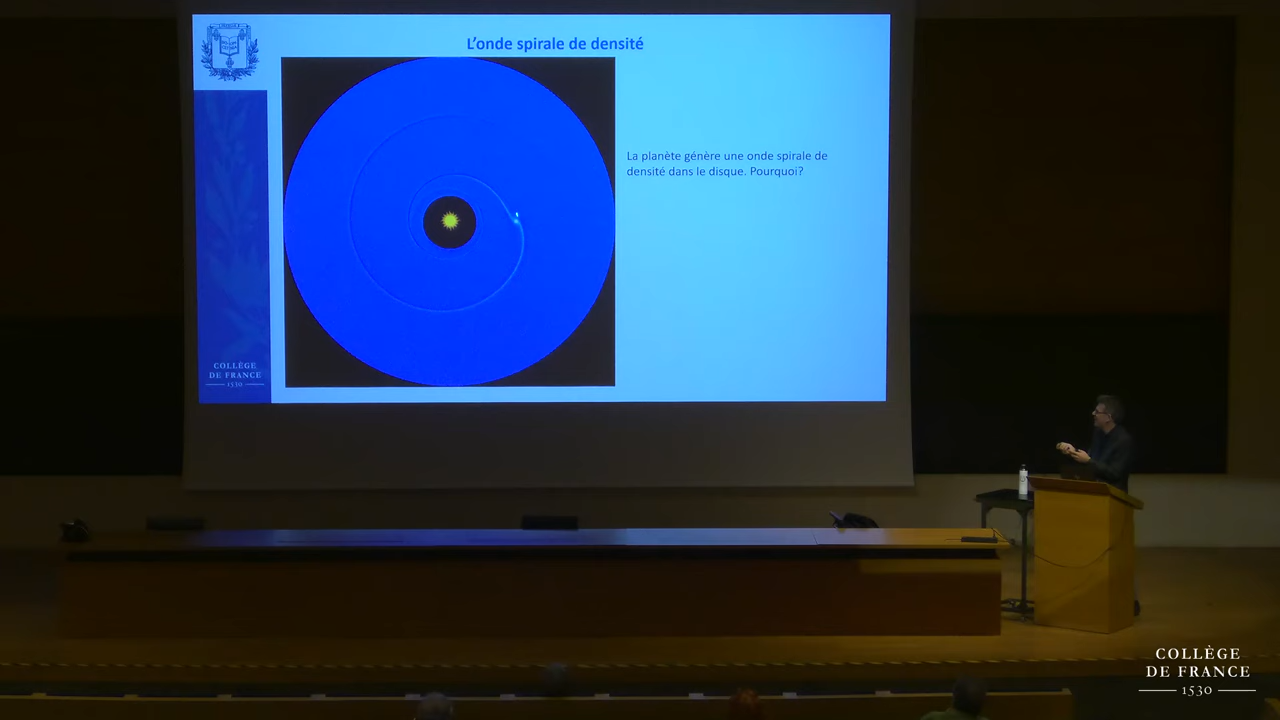 L'onde spirale de densité
La planète génère une onde spirale de
densité dans le disque. Pourquoi?
COLLÈGE
DE FRANCE
1530
COLLÈGE
DE FRANCE
1530